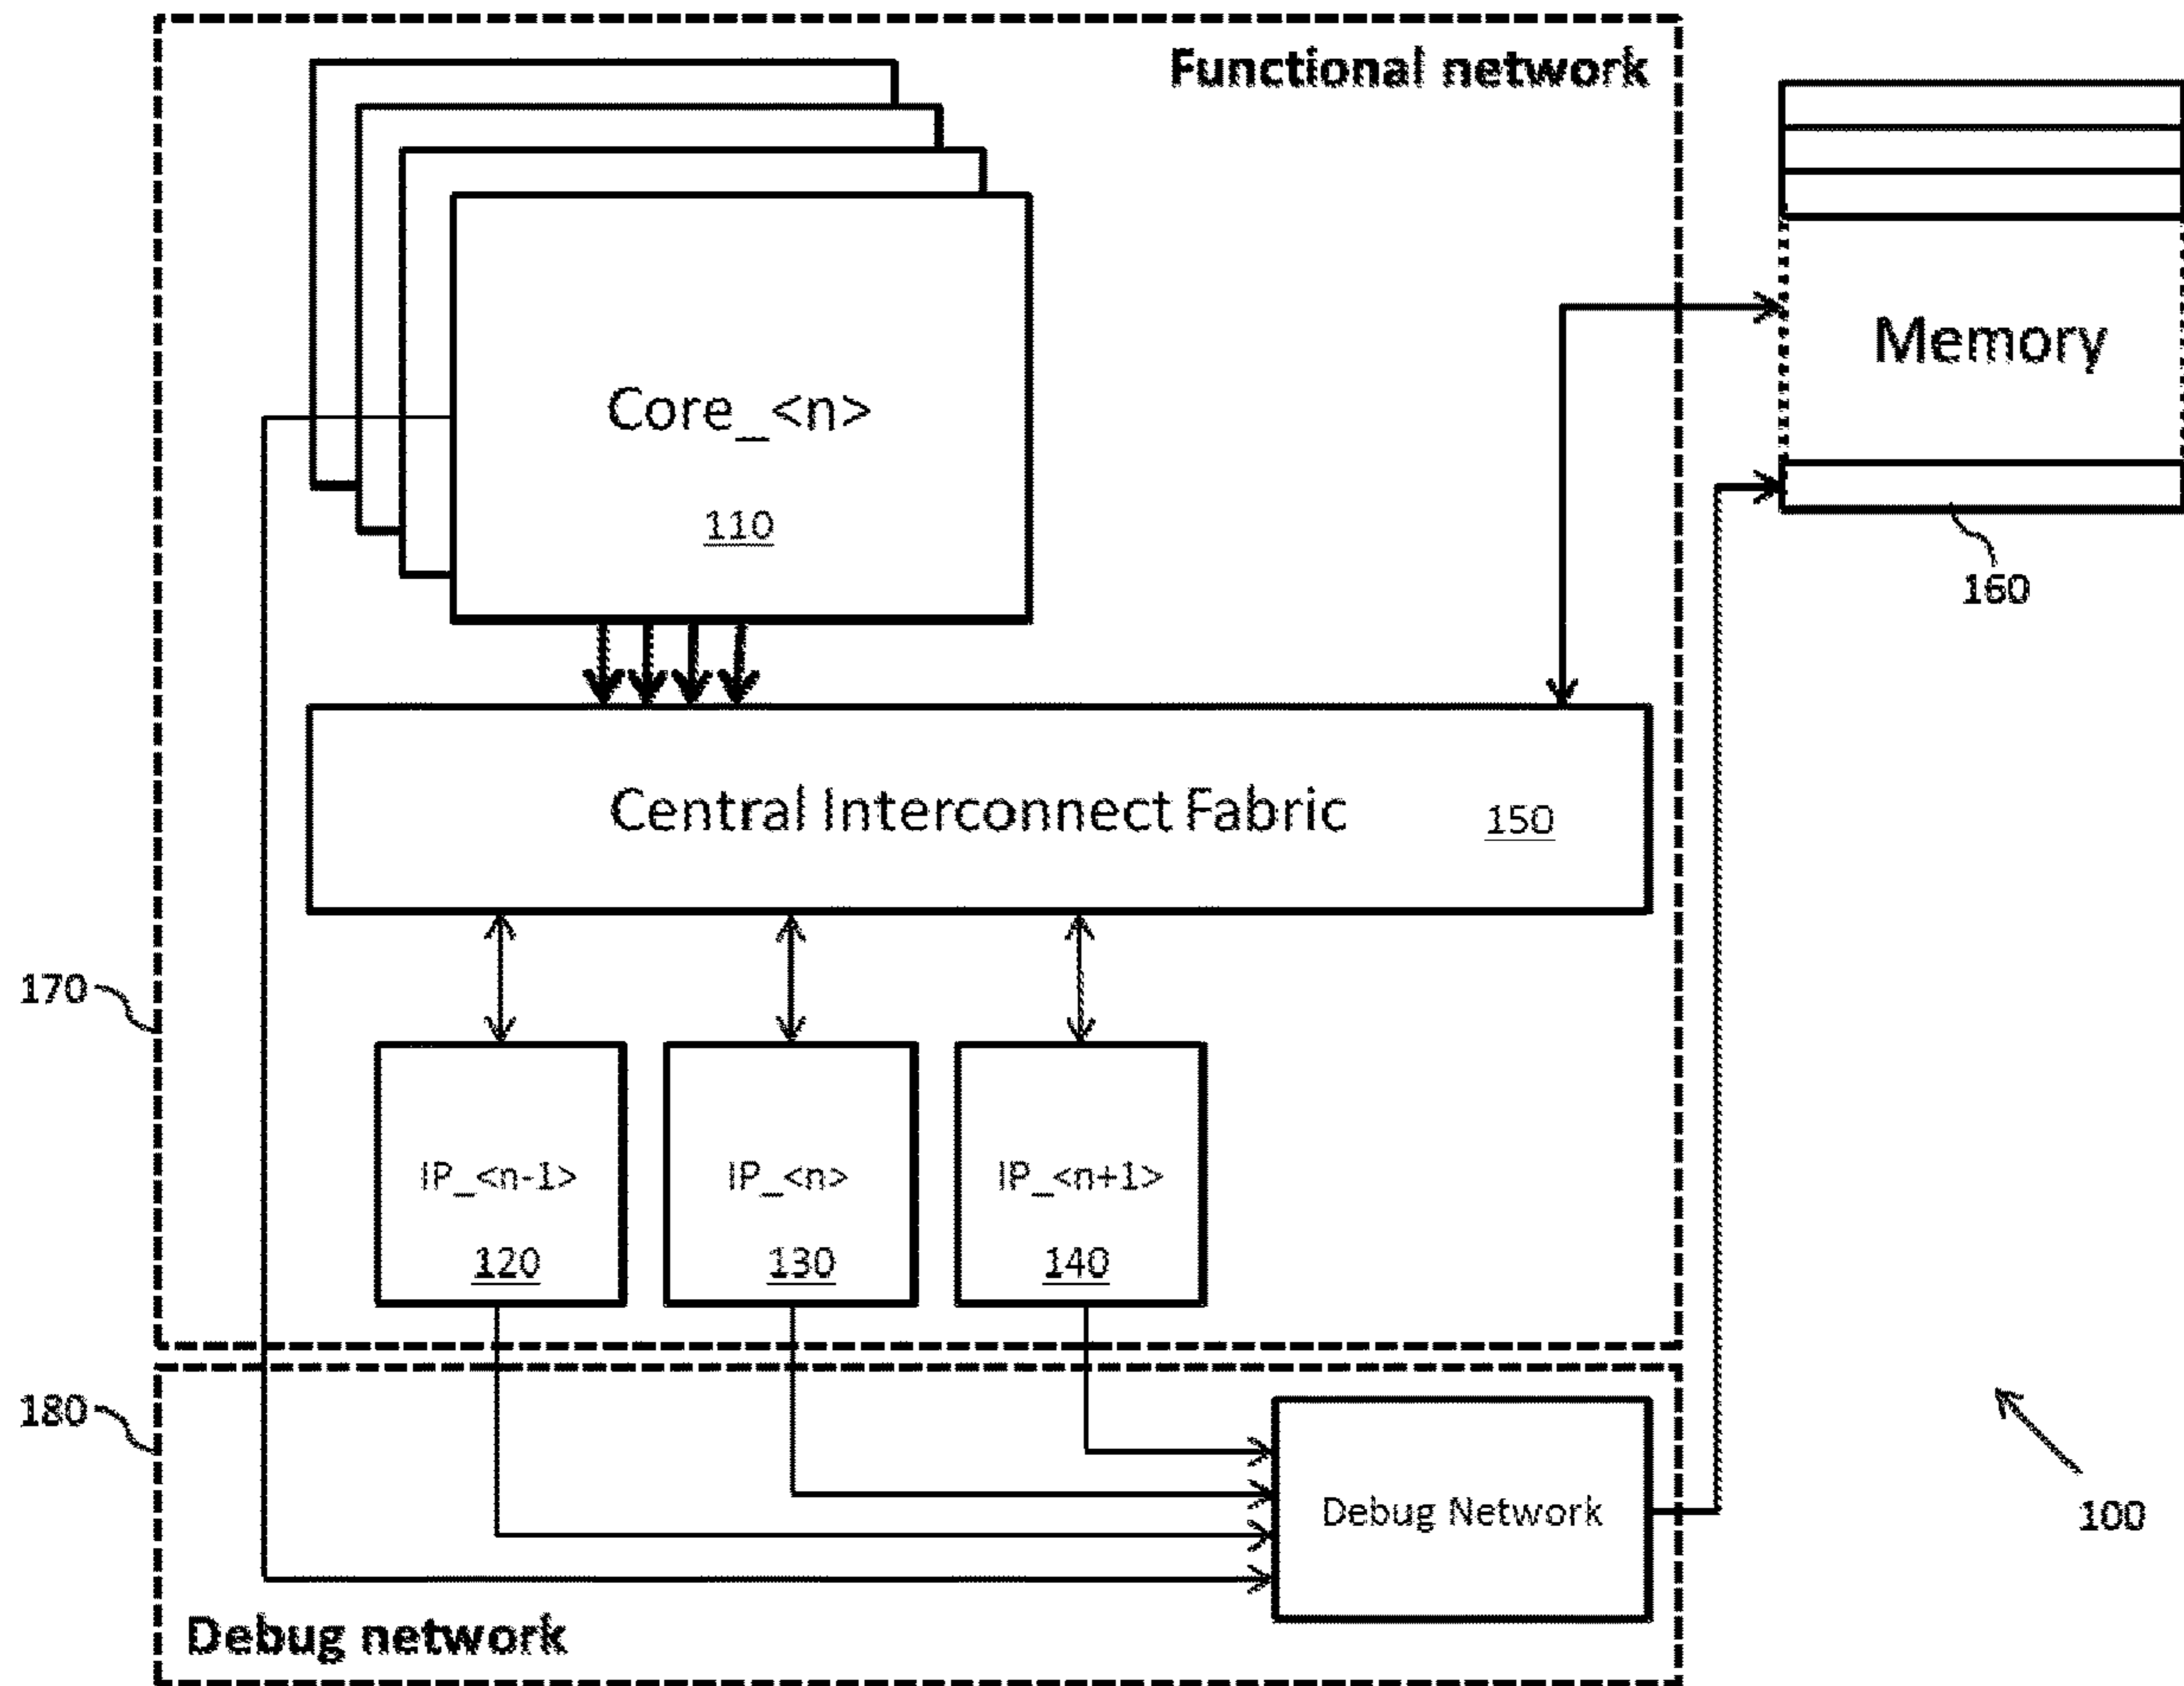 Functional network
Memory
Core_<n>
110
160
Central Interconnect Fabric
150
170
IP_<n-1>
IP_<n>
IP_<n+1>
120
130
140
180
Debug Network
100
Debug network